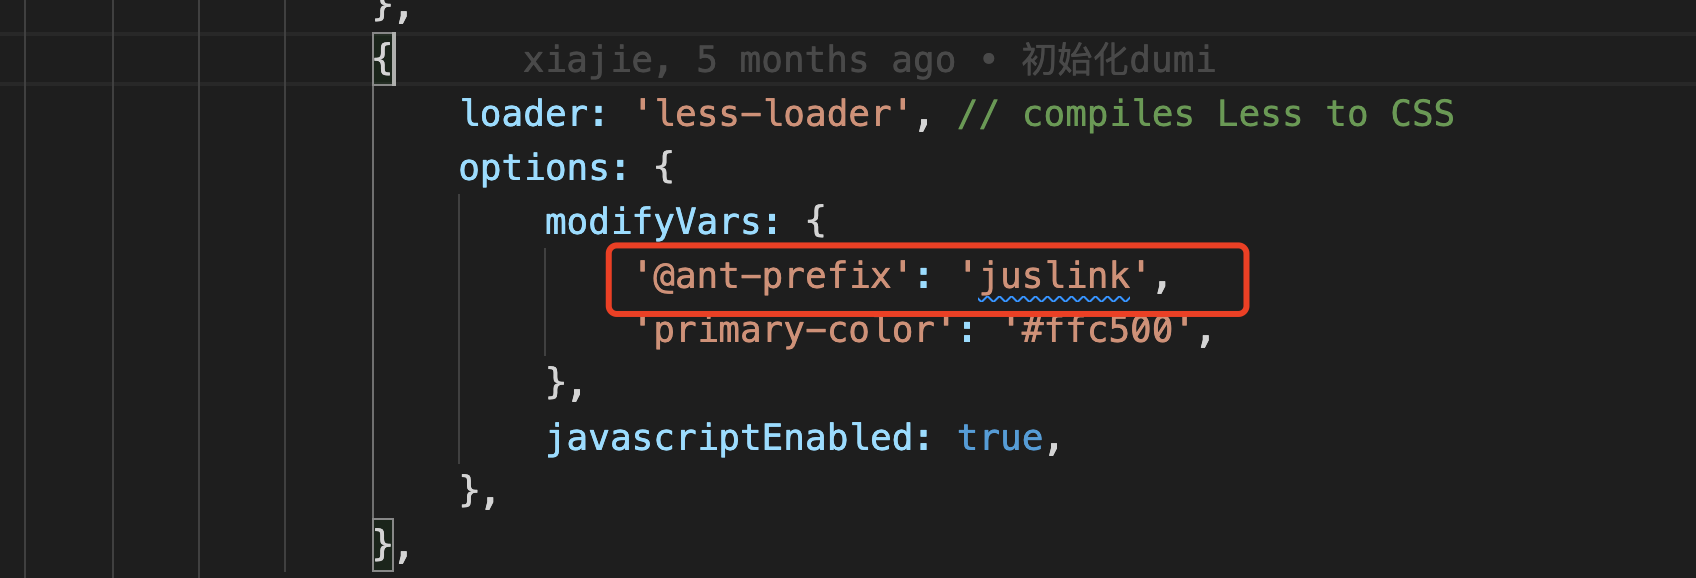 },
{ xiajie, 5 months ago • 初始化dumi
loader: 'less-loader', // compiles Less to CSS
options: {
modifyVars: {
'@ant-prefix': 'juslink',
'primary-color': '#ffc500',
},
javascriptEnabled: true,
},
},